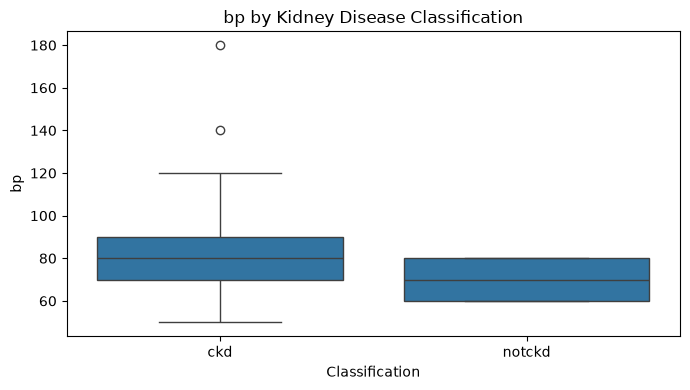 bp by Kidney Disease Classification
180
160
140
120
100
80
60
bp
ckd
notckd
Classification